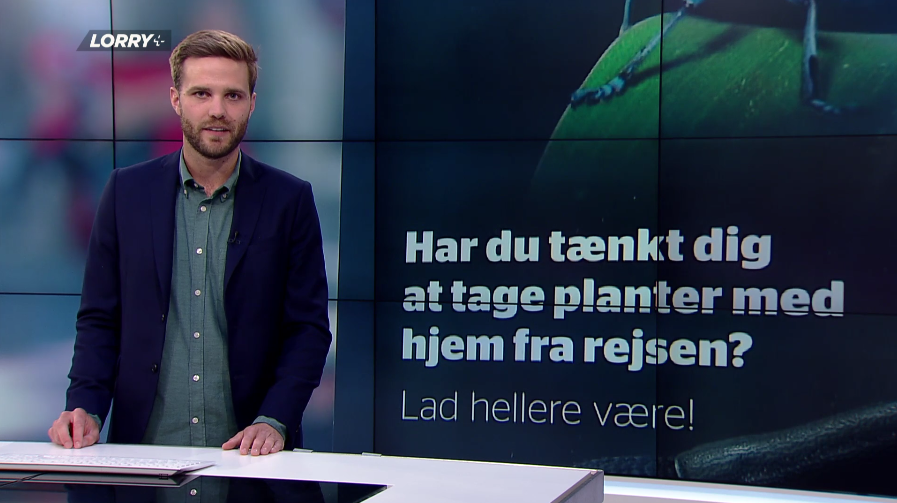 LORRY
Har du tænkt dig
at tage planter med
hjem fra rejsen?
Lad hellere være!